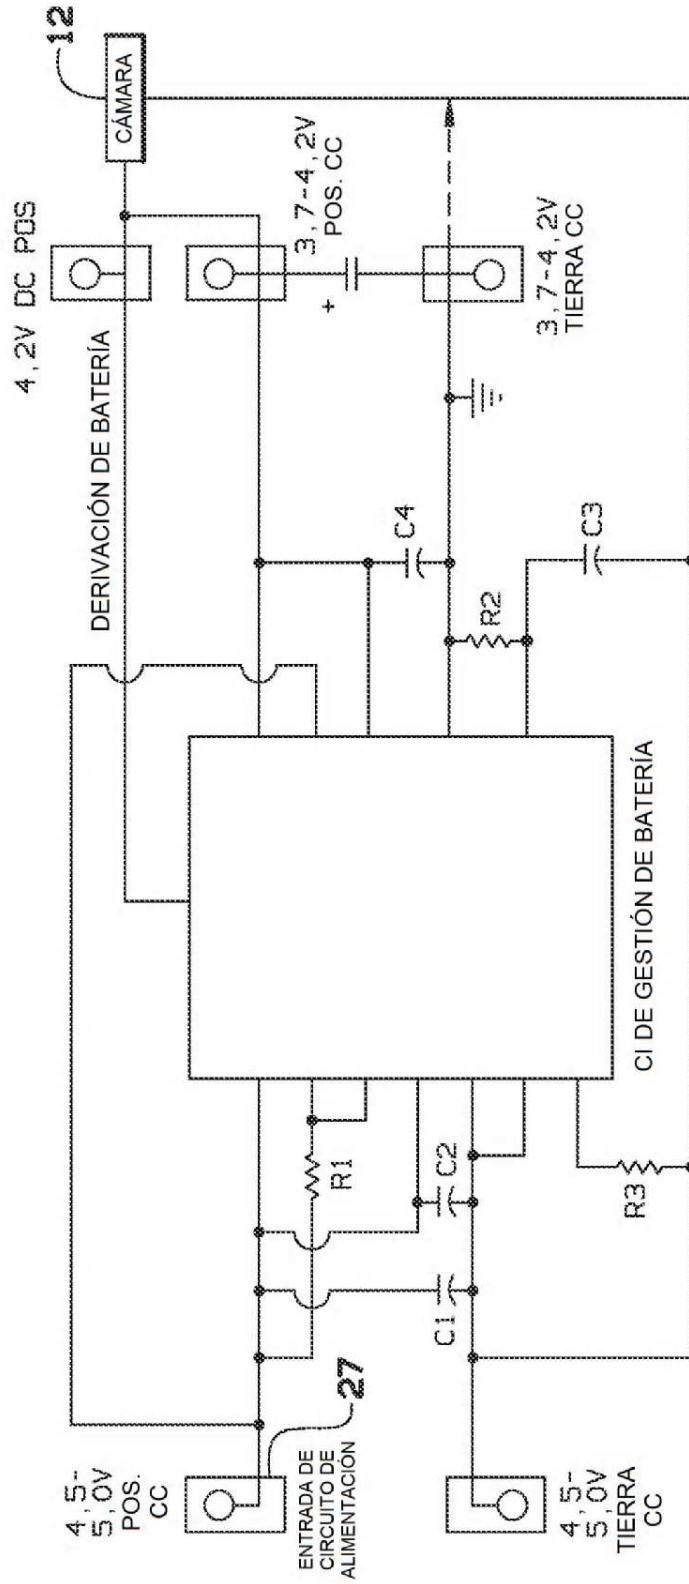 12
CÁMARA
4,2V DC POS
DERIVACIÓN DE BATERÍA
3,7-4,2V
POS. CC
+
3,7-4,2V
TIERRA CC
C4
R2
C3
CI DE GESTIÓN DE BATERÍA
R1
C2
C1
R3
4,5-
5,0V
POS.
CC
27
ENTRADA DE
CIRCUITO DE
ALIMENTACIÓN
4,5-
5,0V
TIERRA
CC